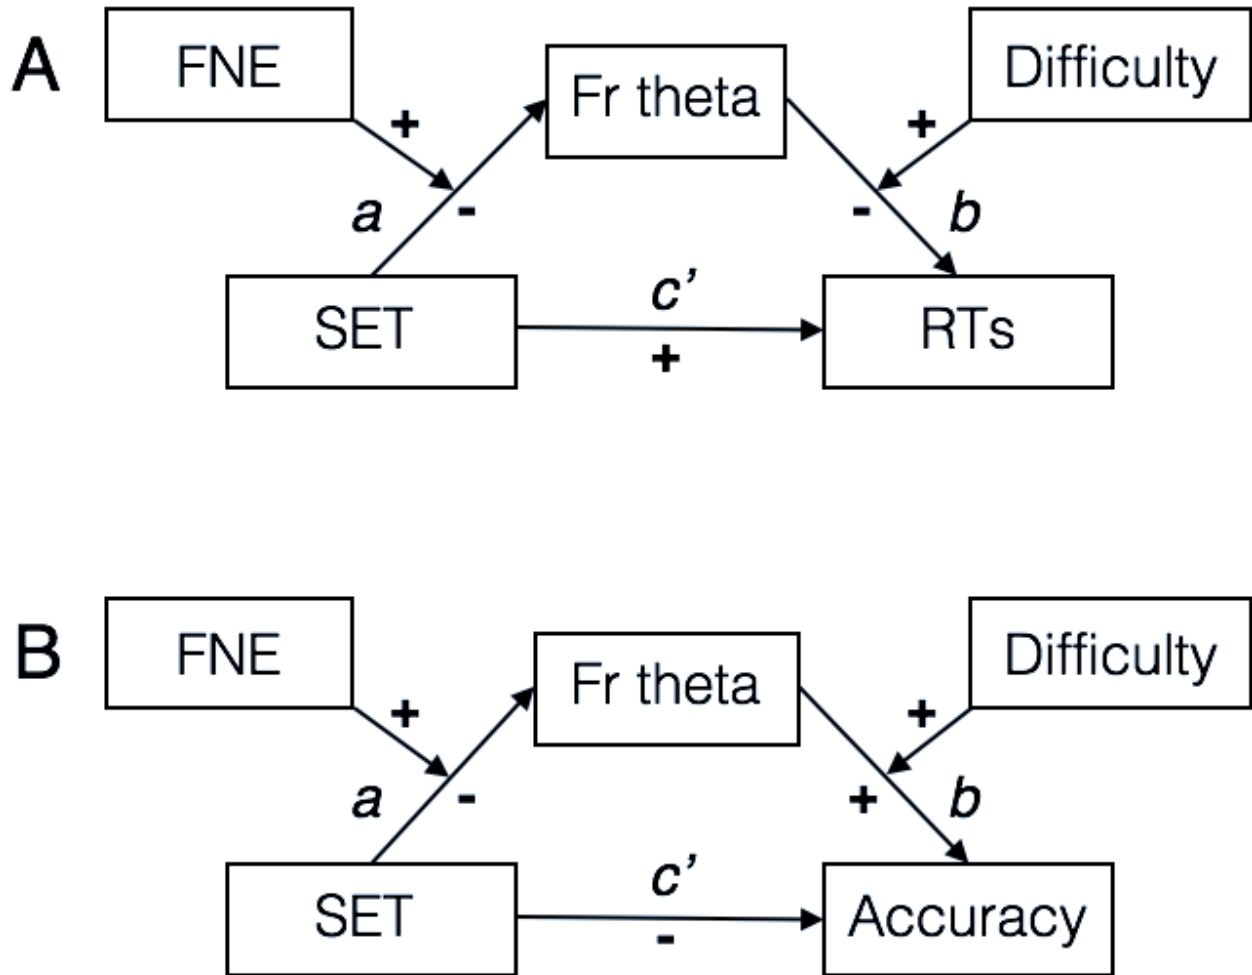 A
FNE
Fr theta
Difficulty
+
+
a
-
-
b
SET
c’
+
RTs
B
FNE
Fr theta
Difficulty
+
+
a
-
+
b
SET
c’
-
Accuracy